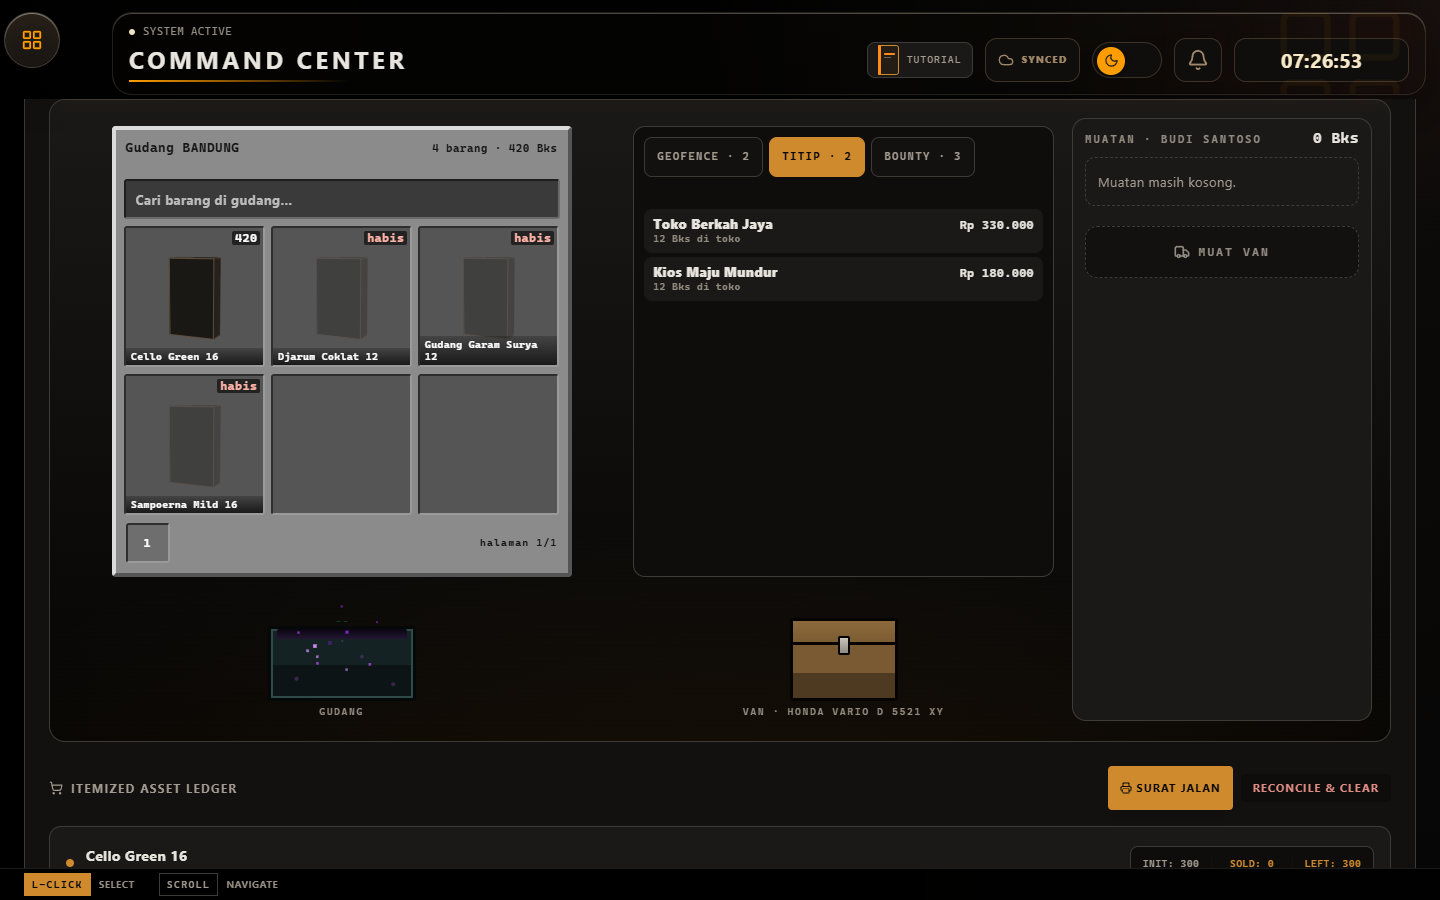 SYSTEM ACTIVE
COMMAND CENTER
TUTORIAL
SYNCED
07:26:53
Gudang BANDUNG
4 barang · 420 Bks
Cari barang di gudang...
420
habis
habis
Cello Green 16
Djarum Coklat 12
Gudang Garam Surya
12
habis
Sampoerna Mild 16
1
halaman 1/1
GEOFENCE · 2
TITIP · 2
BOUNTY · 3
Toko Berkah Jaya
Rp 330.000
12 Bks di toko
Kios Maju Mundur
Rp 180.000
12 Bks di toko
MUATAN · BUDI SANTOSO
0 Bks
Muatan masih kosong.
MUAT VAN
GUDANG
VAN · HONDA VARIO D 5521 XY
ITEMIZED ASSET LEDGER
SURAT JALAN
RECONCILE & CLEAR
Cello Green 16
INIT: 300
SOLD: 0
LEFT: 300
L-CLICK
SELECT
SCROLL
NAVIGATE